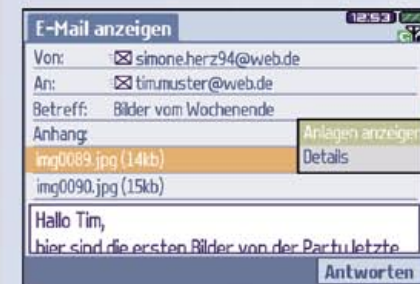 E-Mail anzeigen 12:53
G
Von: simone.herz94@web.de
An: tim.muster@web.de
Betreff: Bilder vom Wochenende
Anhang:
Anlagen anzeigen
img0089.jpg (14kb)
Details
img0090.jpg (15kb)
Hallo Tim,
hier sind die ersten Bilder von der Party letzte
Antworten